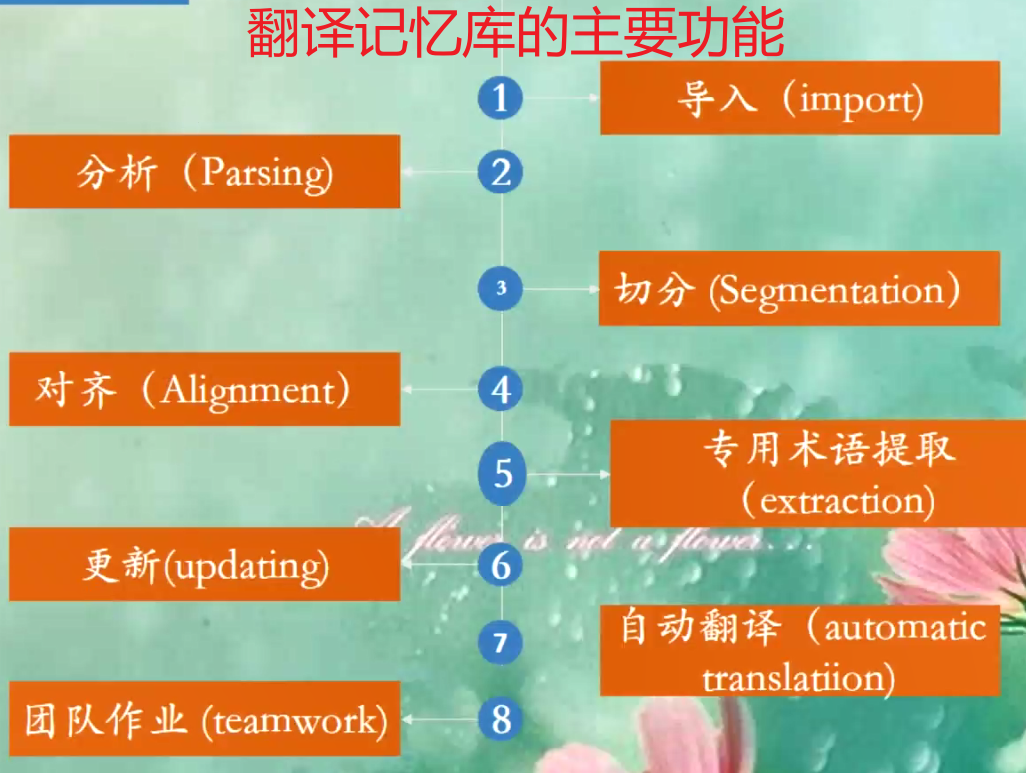 翻译记忆库的主要功能
1
导入（import)
2
分析（Parsing)
3
切分 (Segmentation）
4
对齐（Alignment）
5
专用术语提取
（extraction)
A flower is not a flower...
6
更新(updating)
7
自动翻译（automatic
translatiion)
8
团队作业 (teamwork)